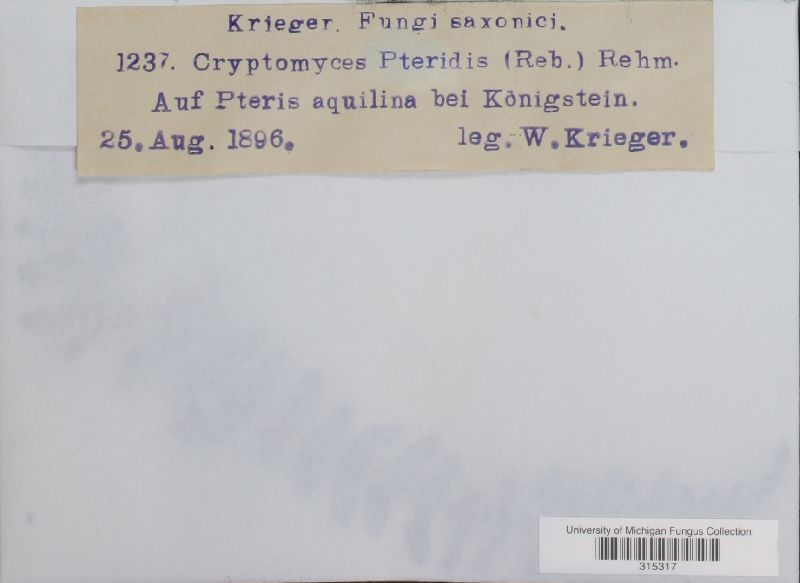 Krieger. Fungi saxonici.
1237. Cryptomyces Pteridis (Reb.) Rehm.
Auf Pteris aquilina bei Königstein.
25. Aug. 1896. leg. W. Krieger.
University of Michigan Fungus Collection
315317